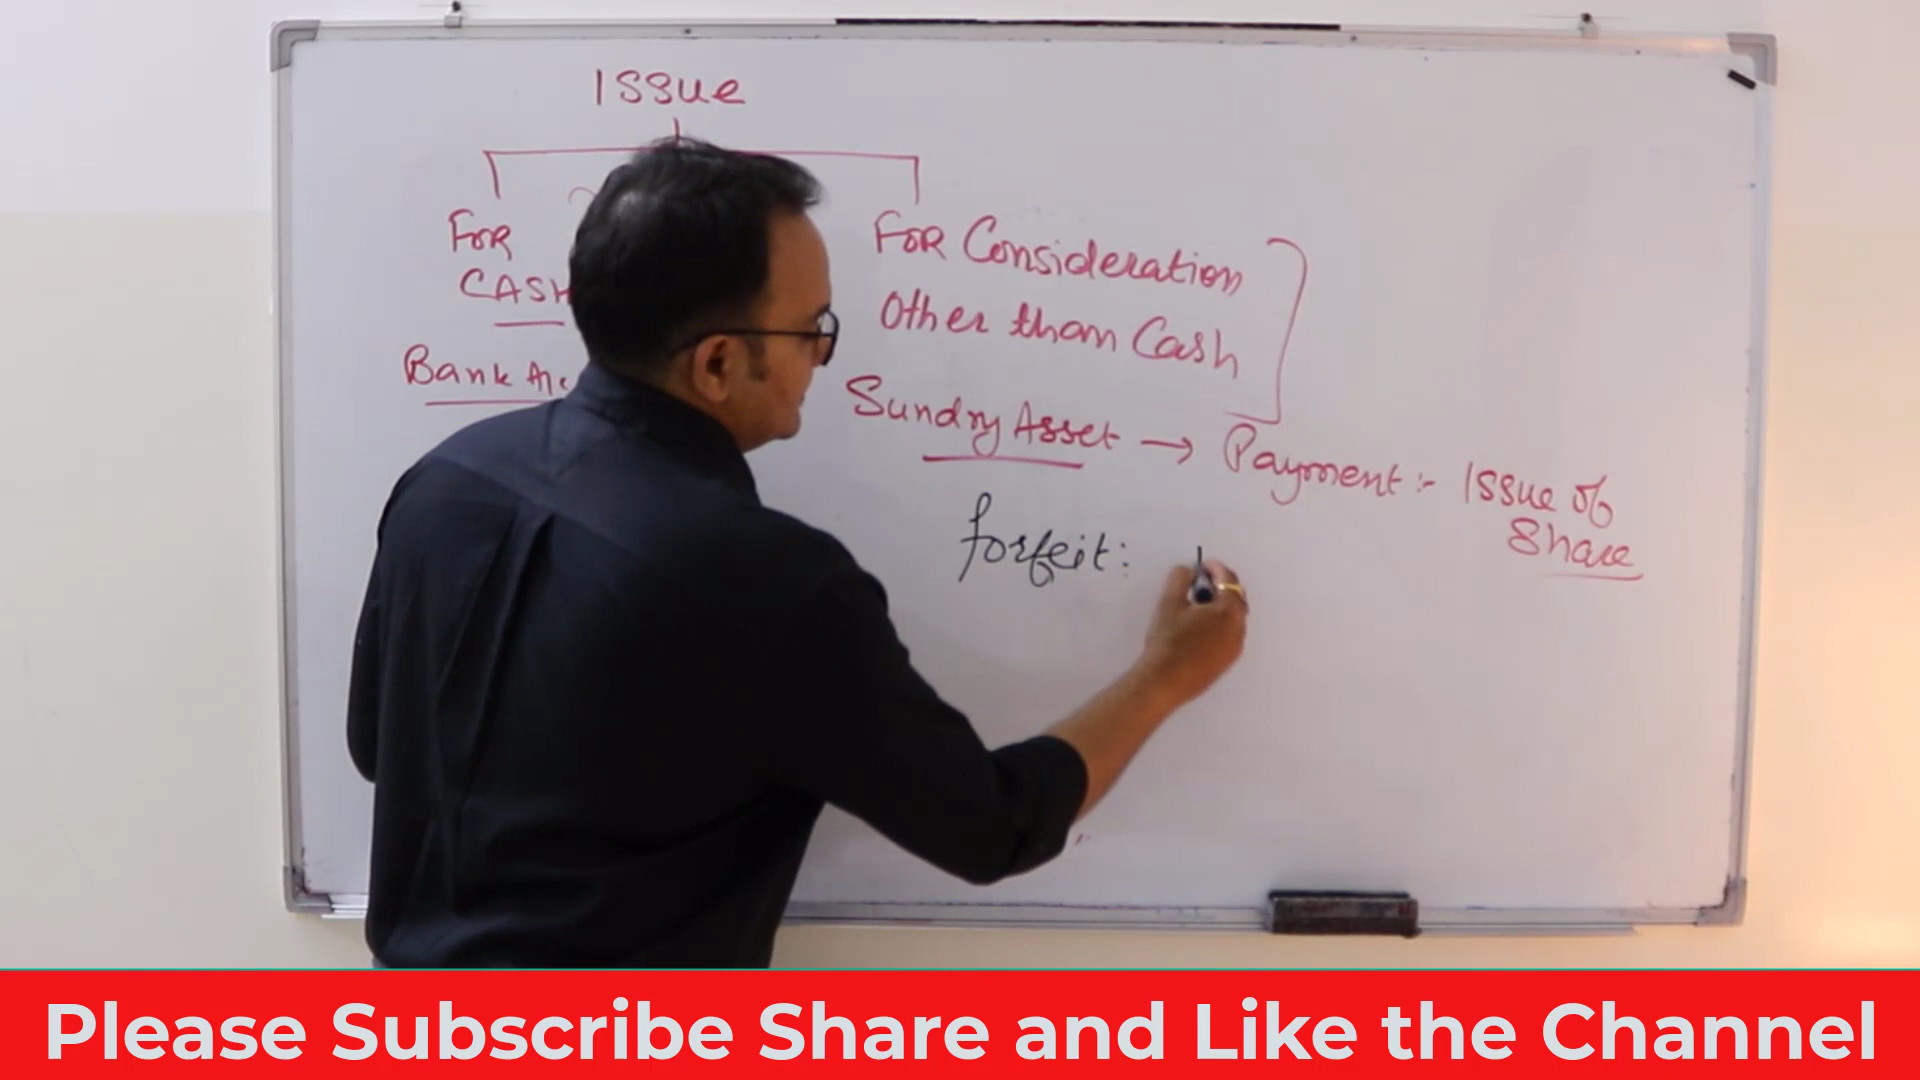 Issue
For
Cash
Bank A/c
For Consideration
Other than Cash
Sundry Asset → Payment:- Issue of
Share
forfeit:
Please Subscribe Share and Like the Channel